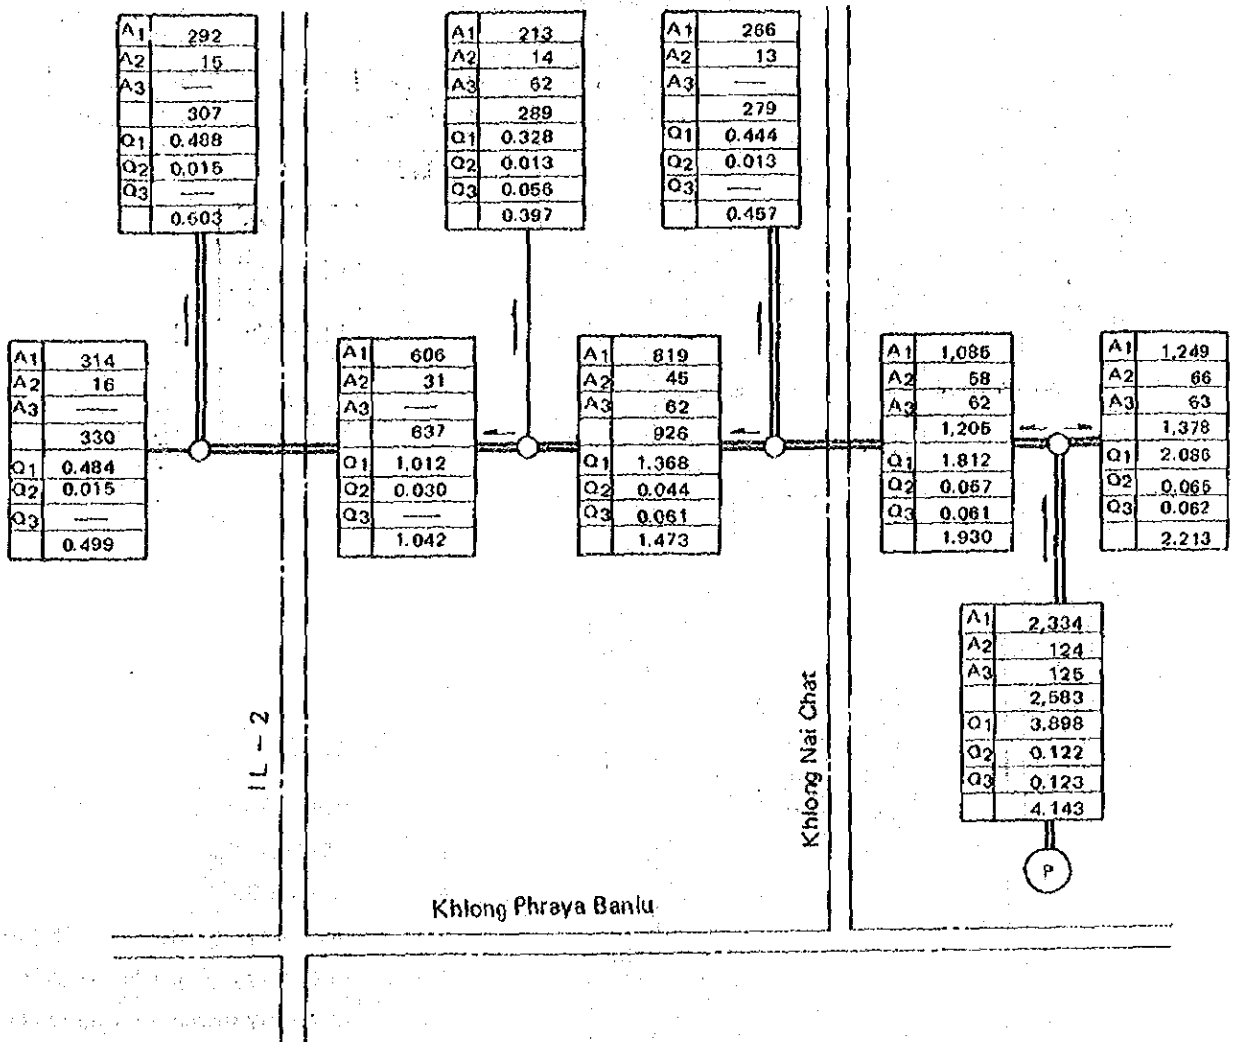 A1 292
A2 15
A3 —
307
Q1 0.488
Q2 0.015
Q3 —
0.503
A1 213
A2 14
A3 62
289
Q1 0.328
Q2 0.013
Q3 0.056
0.397
A1 266
A2 13
A3 —
279
Q1 0.444
Q2 0.013
Q3 —
0.457
A1 314
A2 16
A3 —
330
Q1 0.484
Q2 0.015
Q3 —
0.499
A1 606
A2 31
A3 —
637
Q1 1.012
Q2 0.030
Q3 —
1.042
A1 819
A2 45
A3 62
926
Q1 1.368
Q2 0.044
Q3 0.061
1.473
A1 1,085
A2 58
A3 62
1,205
Q1 1.812
Q2 0.057
Q3 0.061
1.930
A1 1,249
A2 66
A3 63
1,378
Q1 2.086
Q2 0.065
Q3 0.062
2.213
A1 2,334
A2 124
A3 125
2,583
Q1 3.898
Q2 0.122
Q3 0.123
4.143
P
IL-2
Khlong Nai Chat
Khlong Phraya Banlu